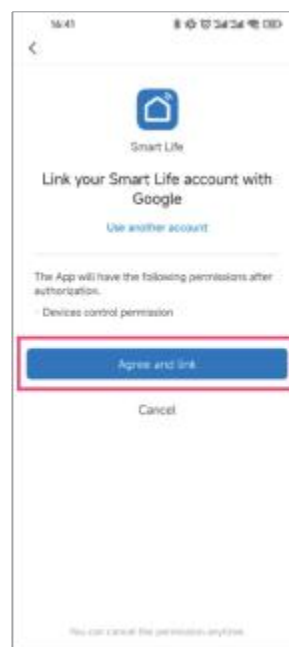 16:41
Smart Life
Link your Smart Life account with
Google
Use another account
The App will have the following permissions after
authorization.
Devices control permission
Agree and link
Cancel
You can cancel the permission anytime